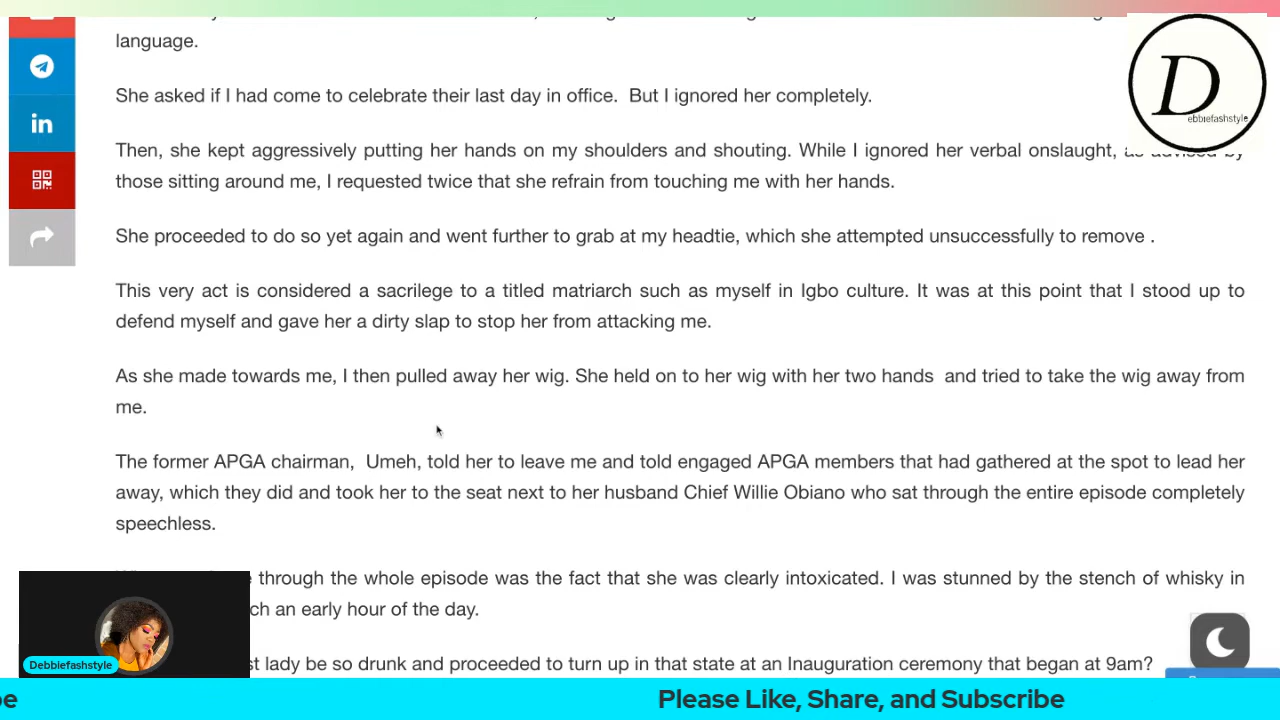 language.
She asked if I had come to celebrate their last day in office. But I ignored her completely.
Then, she kept aggressively putting her hands on my shoulders and shouting. While I ignored her verbal onslaught, as advised by
those sitting around me, I requested twice that she refrain from touching me with her hands.
She proceeded to do so yet again and went further to grab at my headtie, which she attempted unsuccessfully to remove .
This very act is considered a sacrilege to a titled matriarch such as myself in Igbo culture. It was at this point that I stood up to
defend myself and gave her a dirty slap to stop her from attacking me.
As she made towards me, I then pulled away her wig. She held on to her wig with her two hands and tried to take the wig away from
me.
The former APGA chairman, Umeh, told her to leave me and told engaged APGA members that had gathered at the spot to lead her
away, which they did and took her to the seat next to her husband Chief Willie Obiano who sat through the entire episode completely
speechless.
through the whole episode was the fact that she was clearly intoxicated. I was stunned by the stench of whisky in
an early hour of the day.
lady be so drunk and proceeded to turn up in that state at an Inauguration ceremony that began at 9am?
in
D
ebbiefashstyle
Debbiefashstyle
Please Like, Share, and Subscribe